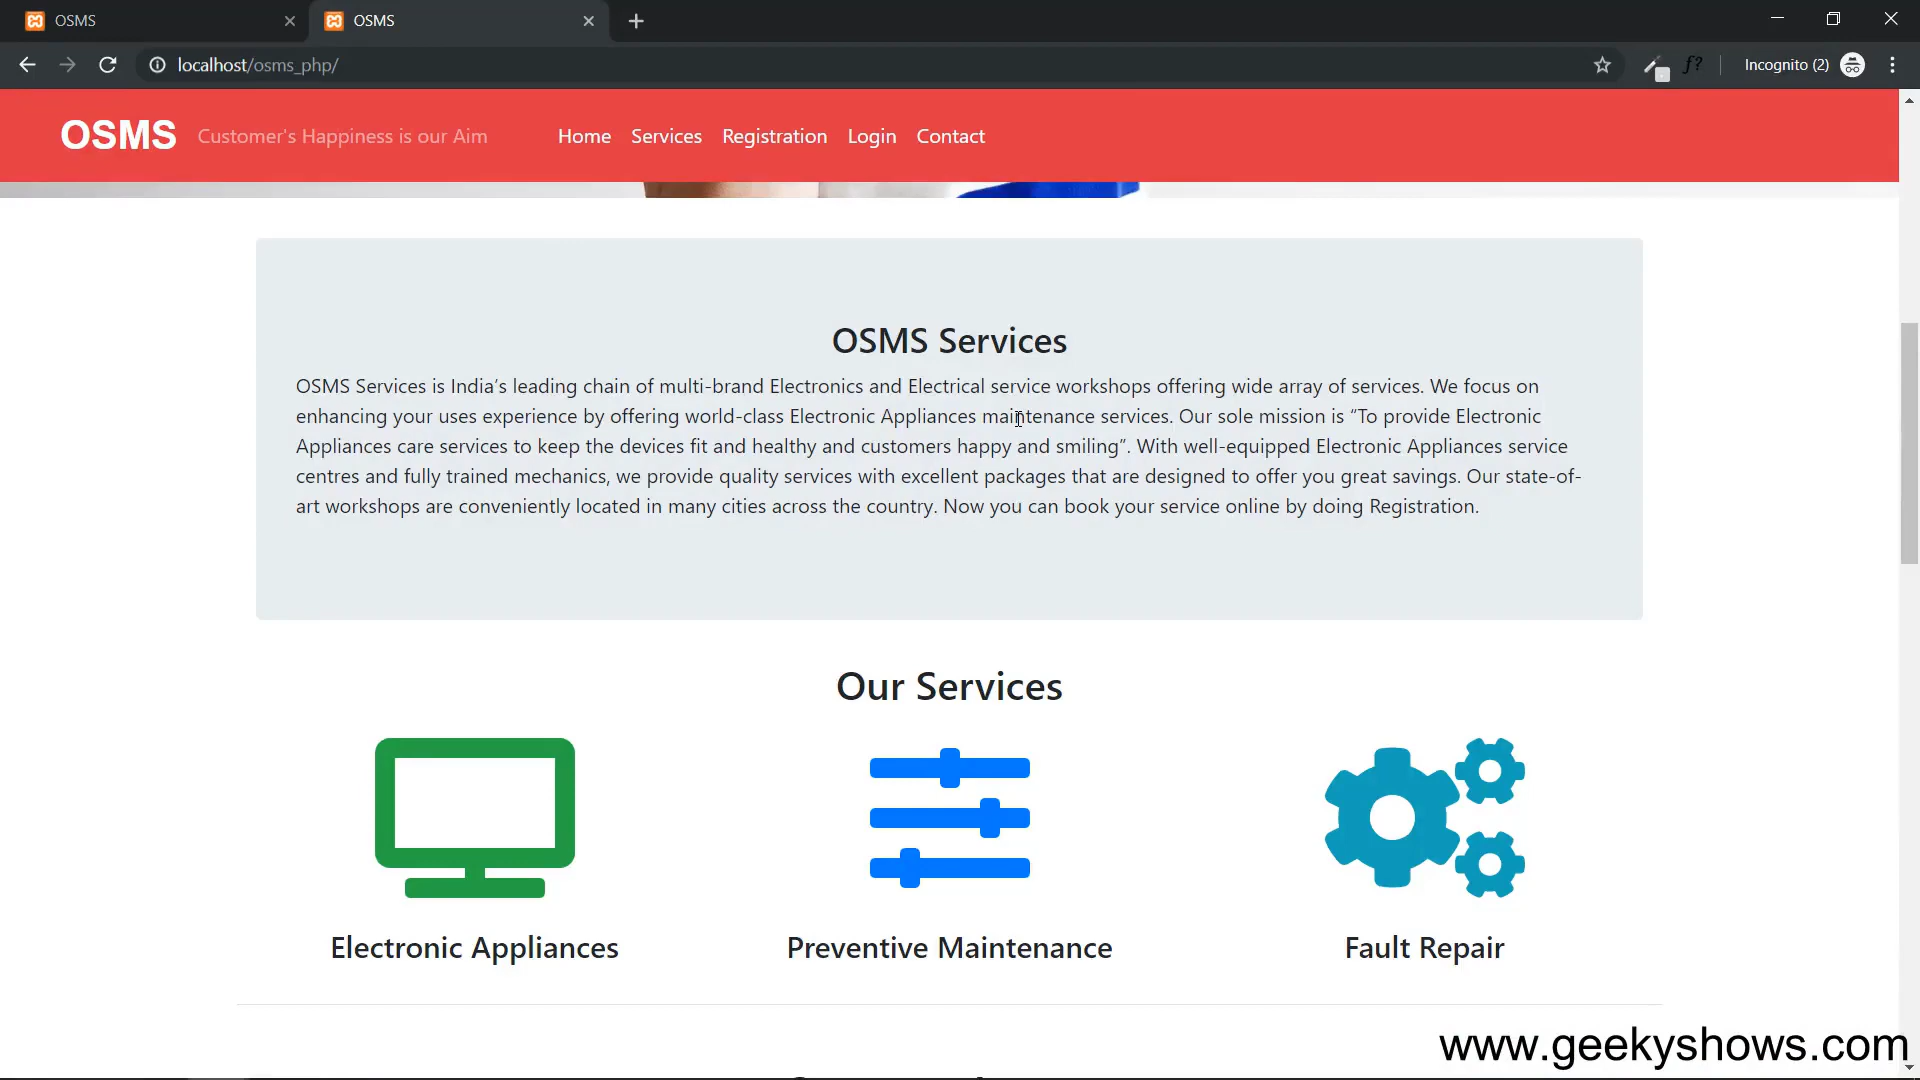 OSMS
OSMS
localhost/osms_php/
f?
Incognito (2)
OSMS Customer's Happiness is our Aim Home Services Registration Login Contact
OSMS Services
OSMS Services is India’s leading chain of multi-brand Electronics and Electrical service workshops offering wide array of services. We focus on
enhancing your uses experience by offering world-class Electronic Appliances maintenance services. Our sole mission is “To provide Electronic
Appliances care services to keep the devices fit and healthy and customers happy and smiling”. With well-equipped Electronic Appliances service
centres and fully trained mechanics, we provide quality services with excellent packages that are designed to offer you great savings. Our state-of-
art workshops are conveniently located in many cities across the country. Now you can book your service online by doing Registration.
Our Services
Electronic Appliances
Preventive Maintenance
Fault Repair
www.geekyshows.com